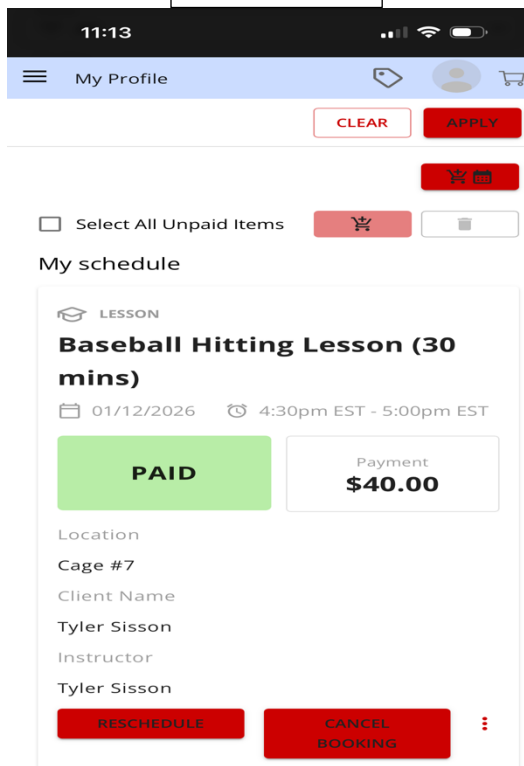 11:13
My Profile
CLEAR
APPLY
Select All Unpaid Items
My schedule
LESSON
Baseball Hitting Lesson (30
mins)
01/12/2026 4:30pm EST - 5:00pm EST
PAID
Payment
$40.00
Location
Cage #7
Client Name
Tyler Sisson
Instructor
Tyler Sisson
RESCHEDULE
CANCEL
BOOKING